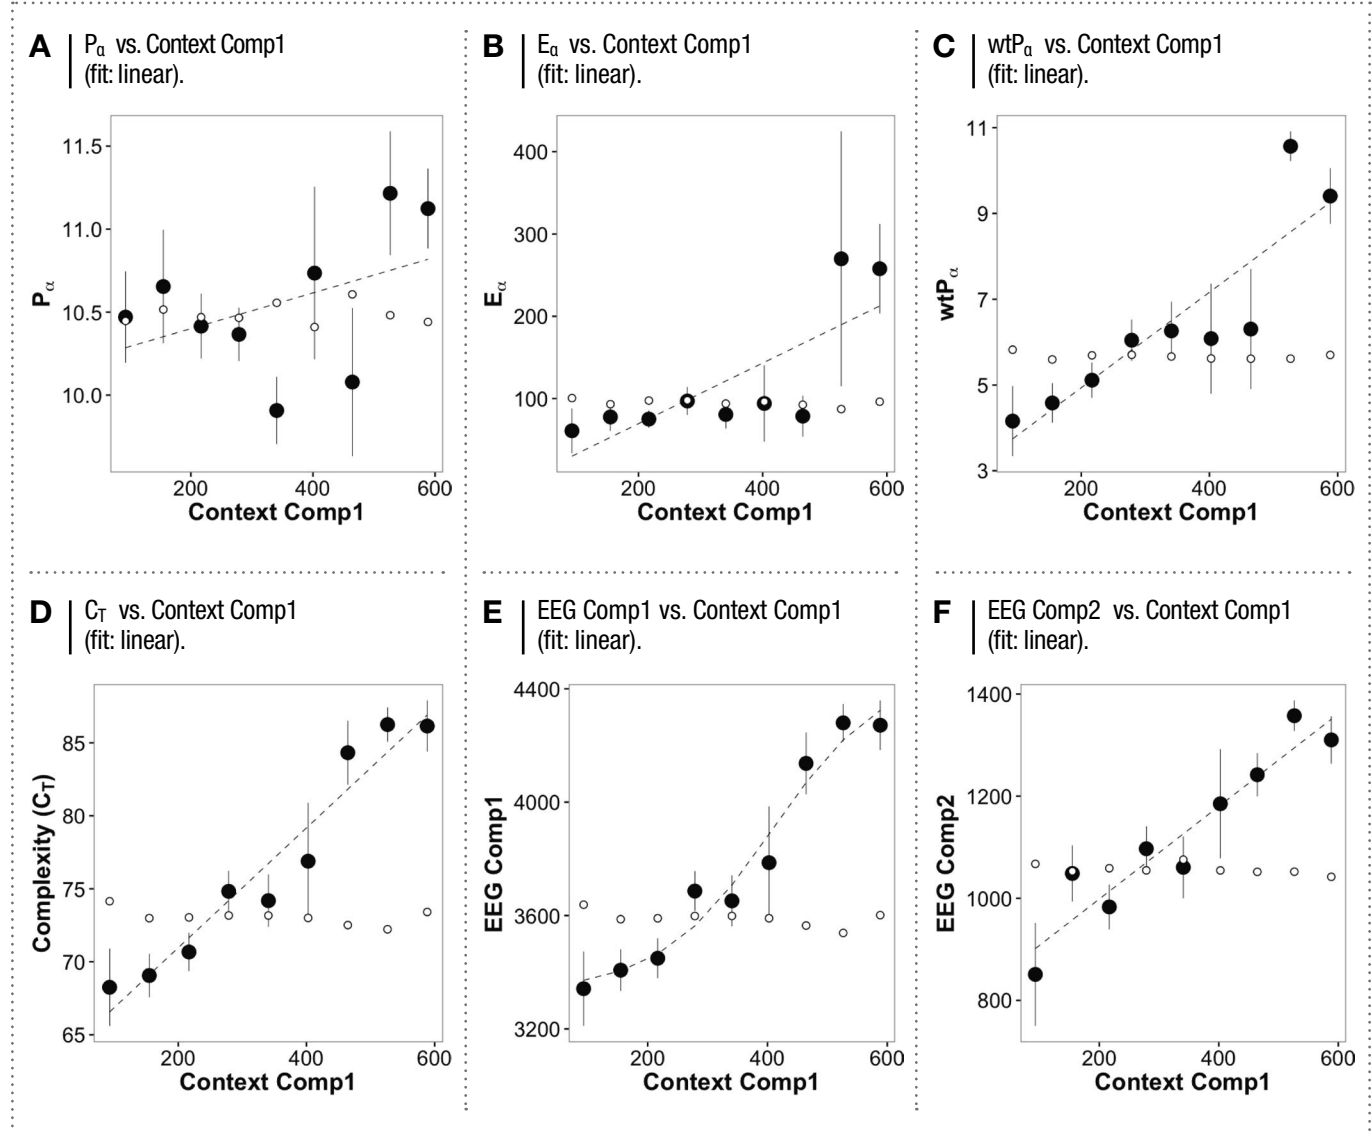 A
Pα vs. Context Comp1
(fit: linear).
11.5
11.0
10.5
10.0
Pα
200
400
600
Context Comp1
B
Eα vs. Context Comp1
(fit: linear).
400
300
200
100
Eα
200
400
600
Context Comp1
C
wtPα vs. Context Comp1
(fit: linear).
11
9
7
5
3
wtPα
200
400
600
Context Comp1
D
CT vs. Context Comp1
(fit: linear).
85
80
75
70
65
Complexity (CT)
200
400
600
Context Comp1
E
EEG Comp1 vs. Context Comp1
(fit: linear).
4400
4000
3600
3200
EEG Comp1
200
400
600
Context Comp1
F
EEG Comp2 vs. Context Comp1
(fit: linear).
1400
1200
1000
800
EEG Comp2
200
400
600
Context Comp1